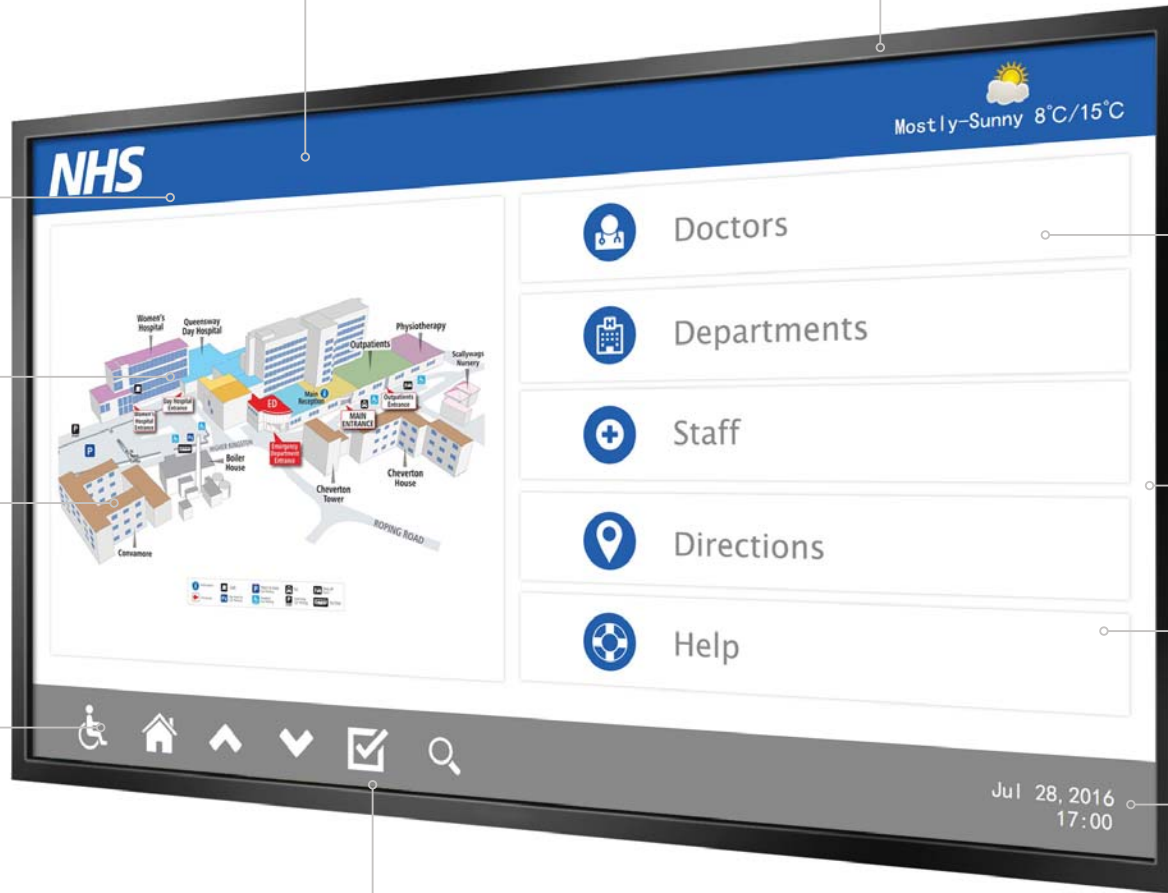 NHS
Mostly-Sunny 8°C/15°C
Women's
Hospital
Queensway
Day Hospital
Outpatients
Physiotherapy
Scallywags
Nursery
Main
Reception
ED
Day Hospital
Entrance
Women's
Hospital
Entrance
MAIN
ENTRANCE
Outpatients
Entrance
Emergency
Department
Entrance
HIGHER KINGSTON
Boiler
House
Cheverton
Tower
Cheverton
House
ROPING ROAD
Convamore
P
P
Doctors
Departments
Staff
Directions
Help
Jul 28,2016
17:00